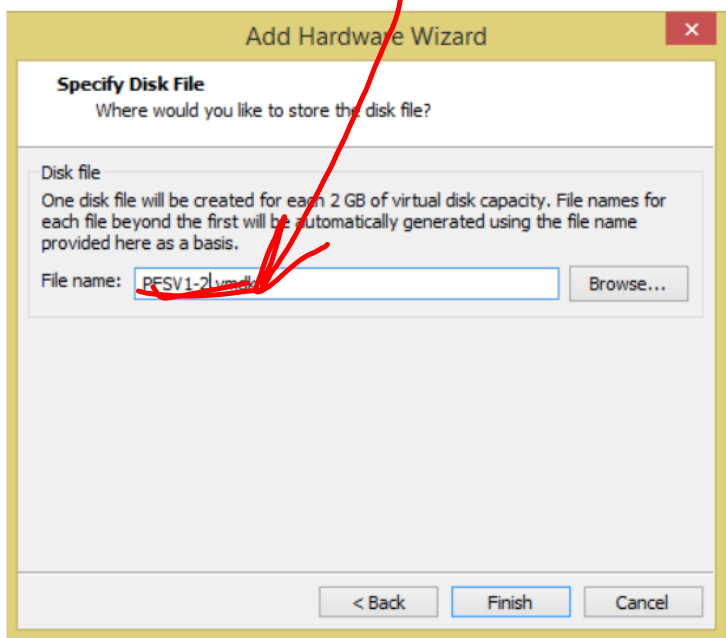 Add Hardware Wizard
Specify Disk File
Where would you like to store the disk file?
Disk file
One disk file will be created for each 2 GB of virtual disk capacity. File names for
each file beyond the first will be automatically generated using the file name
provided here as a basis.
File name: PFSV1-2.vmdk Browse...
< Back Finish Cancel